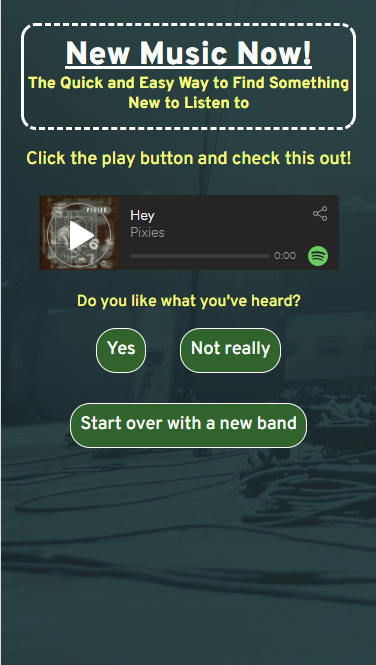 New Music Now!
The Quick and Easy Way to Find Something
New to Listen to
Click the play button and check this out!
PIXIES
Hey
Pixies
0:00
Do you like what you've heard?
Yes
Not really
Start over with a new band